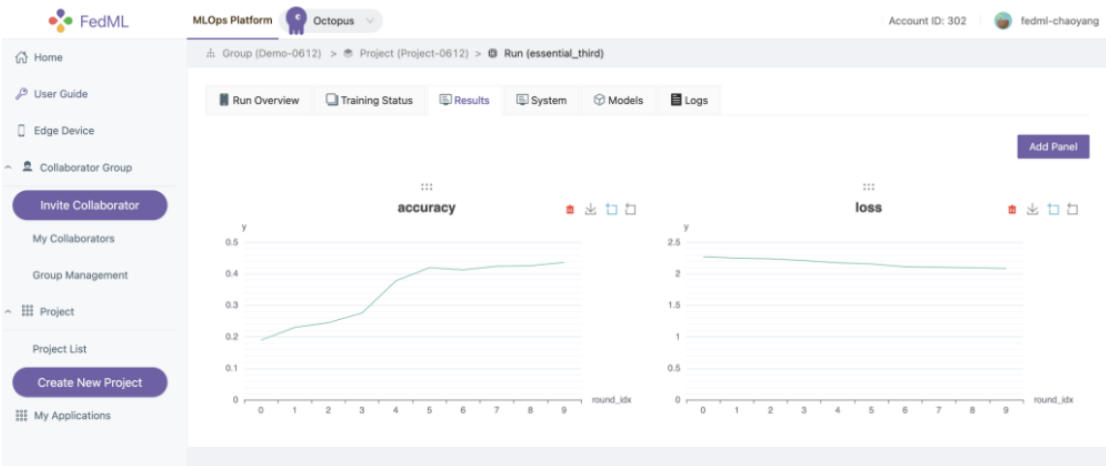 FedML
MLOps Platform
Octopus
Account ID: 302
fedml-chaoyang
Home
User Guide
Edge Device
Collaborator Group
Invite Collaborator
My Collaborators
Group Management
Project
Project List
Create New Project
My Applications
Group (Demo-0612) > Project (Project-0612) > Run (essential_third)
Run Overview
Training Status
Results
System
Models
Logs
Add Panel
accuracy
y
0.5
0.4
0.3
0.2
0.1
0
0 1 2 3 4 5 6 7 8 9
round_idx
loss
y
2.5
2
1.5
1
0.5
0
0 1 2 3 4 5 6 7 8 9
round_idx